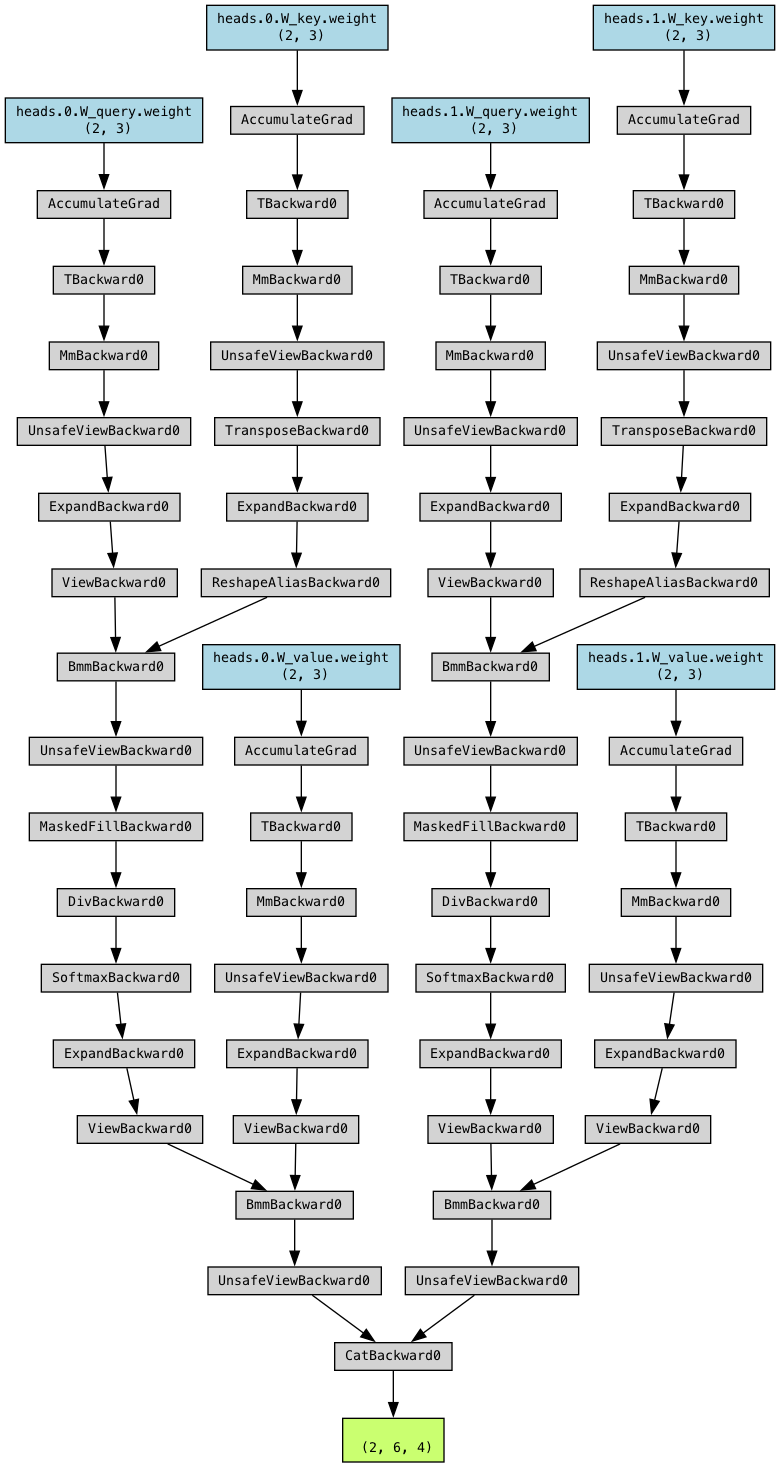 heads.0.W_key.weight
(2, 3)
heads.1.W_key.weight
(2, 3)
heads.0.W_query.weight
(2, 3)
heads.1.W_query.weight
(2, 3)
AccumulateGrad
AccumulateGrad
AccumulateGrad
TBackward0
AccumulateGrad
TBackward0
TBackward0
MmBackward0
TBackward0
MmBackward0
MmBackward0
UnsafeViewBackward0
MmBackward0
UnsafeViewBackward0
UnsafeViewBackward0
TransposeBackward0
UnsafeViewBackward0
TransposeBackward0
ExpandBackward0
ExpandBackward0
ExpandBackward0
ExpandBackward0
ViewBackward0
ReshapeAliasBackward0
ViewBackward0
ReshapeAliasBackward0
BmmBackward0
heads.0.W_value.weight
(2, 3)
BmmBackward0
heads.1.W_value.weight
(2, 3)
UnsafeViewBackward0
AccumulateGrad
UnsafeViewBackward0
AccumulateGrad
MaskedFillBackward0
TBackward0
MaskedFillBackward0
TBackward0
DivBackward0
MmBackward0
DivBackward0
MmBackward0
SoftmaxBackward0
UnsafeViewBackward0
SoftmaxBackward0
UnsafeViewBackward0
ExpandBackward0
ExpandBackward0
ExpandBackward0
ExpandBackward0
ViewBackward0
ViewBackward0
ViewBackward0
ViewBackward0
BmmBackward0
BmmBackward0
UnsafeViewBackward0
UnsafeViewBackward0
CatBackward0
(2, 6, 4)